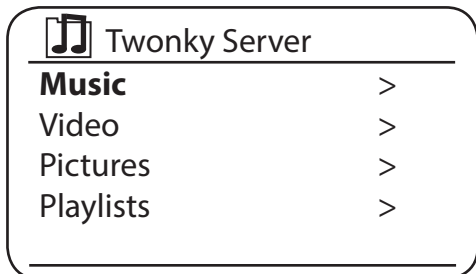 Twonky Server
Music >
Video >
Pictures >
Playlists >